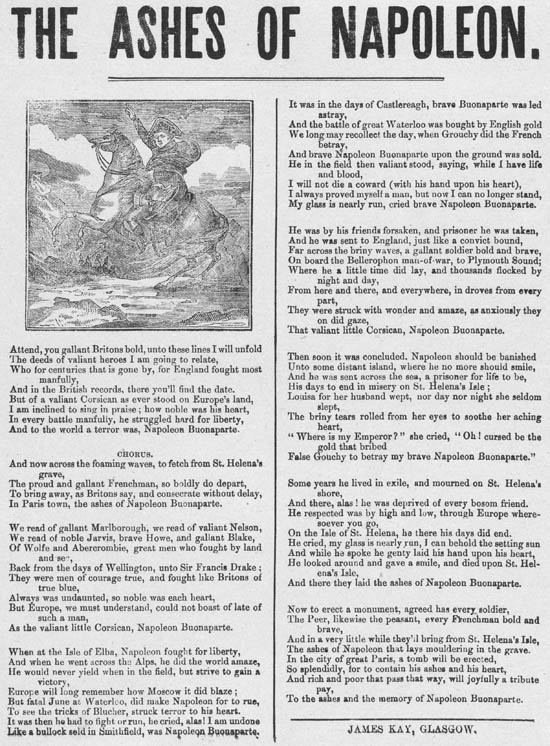 THE ASHES OF NAPOLEON.
Attend, you gallant Britons bold, unto these lines I will unfold
The deeds of valiant heroes I am going to relate,
Who for centuries that is gone by, for England fought most
manfully,
And in the British records, there you'll find the date.
But of a valiant Corsican as ever stood on Europe's land,
I am inclined to sing in praise; how noble was his heart,
In every battle manfully, he struggled hard for liberty,
And to the world a terror was, Napoleon Buonaparte.
CHORUS.
And now across the foaming waves, to fetch from St. Helena's
grave,
The proud and gallant Frenchman, so boldly do depart,
To bring away, as Britons say, and consecrate without delay,
In Paris town, the ashes of Napoleon Buonaparte.
We read of gallant Marlborough, we read of valiant Nelson,
We read of noble Jarvis, brave Howe, and gallant Blake,
Of Wolfe and Abercrombie, great men who fought by land
and sea,
Back from the days of Wellington, unto Sir Francis Drake;
They were men of courage true, and fought like Britons of
true blue,
Always was undaunted, so noble was each heart,
But Europe, we must understand, could not boast of late of
such a man,
As the valiant little Corsican, Napoleon Buonaparte.
When at the Isle of Elba, Napoleon fought for liberty,
And when he went across the Alps, he did the world amaze,
He would never yield when in the field, but strive to gain a
victory,
Europe will long remember how Moscow it did blaze;
But fatal June at Waterloo, did make Napoleon for to rue,
To see the tricks of Blucher, struck terror to his heart.
It was then he had to fight or run, he cried, alas! I am undone
Like a bullock sold in Smithfield, was Napoleon Buonaparte.
It was in the days of Castlereagh, brave Buonaparte was led
astray,
And the battle of great Waterloo was bought by English gold
We long may recollect the day, when Grouchy did the French
betray,
And brave Napoleon Buonaparte upon the ground was sold.
He in the field then valiant stood, saying, while I have life
and blood,
I will not die a coward (with his hand upon his heart),
I always proved myself a man, but now I can no longer stand,
My glass is nearly run, cried brave Napoleon Buonaparte.
He was by his friends forsaken, and prisoner he was taken,
And he was sent to England, just like a convict bound,
Far across the briny waves, a gallant soldier bold and brave,
On board the Bellerophon man-of-war, to Plymouth Sound;
Where he a little time did lay, and thousands flocked by
night and day,
From here and there, and everywhere, in droves from every
part,
They were struck with wonder and amaze, as anxiously they
on did gaze,
That valiant little Corsican, Napoleon Buonaparte.
Then soon it was concluded. Napoleon should be banished
Unto some distant island, where he no more should smile,
And he was sent across the sea, a prisoner for life to be,
His days to end in misery on St. Helena's Isle;
Louisa for her husband wept, nor day nor night she seldom
slept,
The briny tears rolled from her eyes to soothe her aching
heart,
"Where is my Emperor?" she cried, "Oh! cursed be the
gold that bribed
False Gouchy to betray my brave Napoleon Buonaparte."
Some years he lived in exile, and mourned on St. Helena's
shore,
And there, alas! he was deprived of every bosom friend.
He respected was by high and low, through Europe where-
soever you go,
On the Isle of St. Helena, he there his days did end.
He cried, my glass is nearly run, I can behold the setting sun
And while he spoke he genty laid his hand upon his heart,
He looked around and gave a smile, and died upon St. Hel-
ena's Isle,
And there they laid the ashes of Napoleon Buonaparte.
Now to erect a monument, agreed has every soldier,
The Peer, likewise the peasant, every Frenchman bold and
brave,
And in a very little while they'll bring from St. Helena's Isle,
The ashes of Napoleon that lays mouldering in the grave.
In the city of great Paris, a tomb will be erected,
So splendidly, for to contain his ashes and his heart,
And rich and poor that pass that way, will joyfully a tribute
pay,
To the ashes and the memory of Napoleon Buonaparte.
JAMES KAY, GLASGOW.